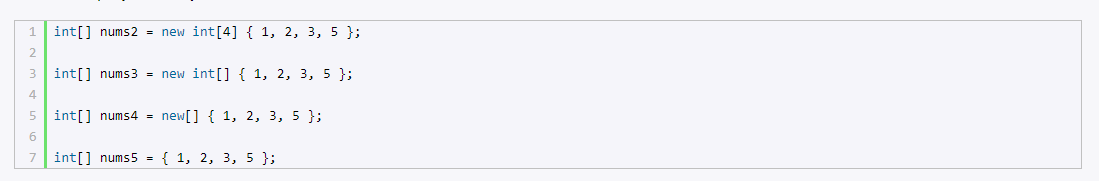 1 int[] nums2 = new int[4] { 1, 2, 3, 5 };
2
3 int[] nums3 = new int[] { 1, 2, 3, 5 };
4
5 int[] nums4 = new[] { 1, 2, 3, 5 };
6
7 int[] nums5 = { 1, 2, 3, 5 };